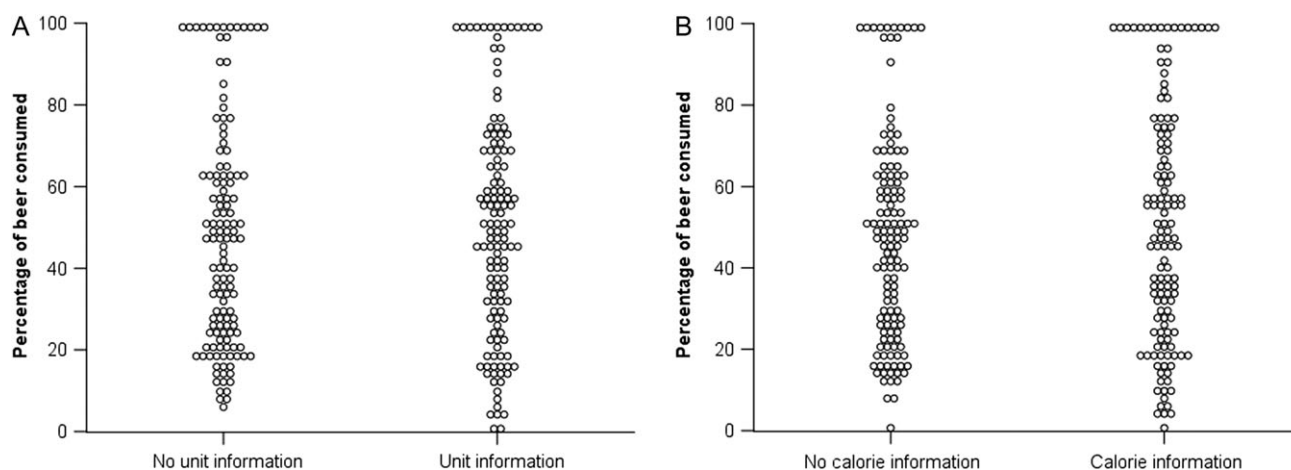 A
Percentage of beer consumed
100
80
60
40
20
0
No unit information
Unit information
B
Percentage of beer consumed
100
80
60
40
20
0
No calorie information
Calorie information